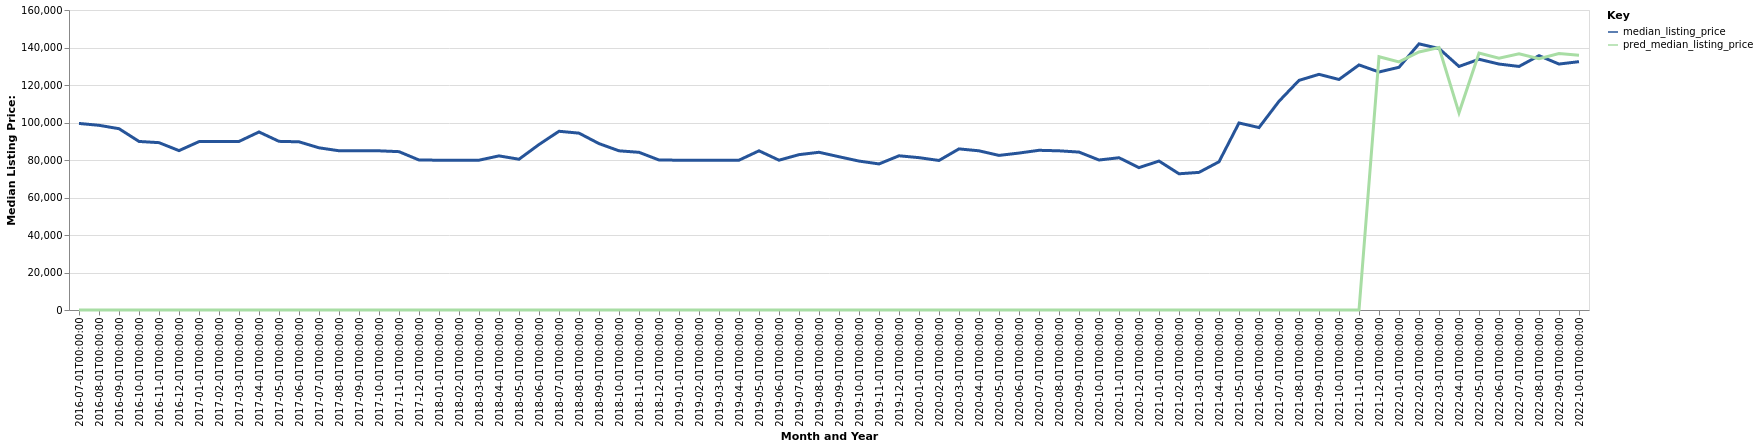 160,000
140,000
120,000
100,000
80,000
60,000
40,000
20,000
0
Median Listing Price:
2016-07-01T00:00:00
2016-08-01T00:00:00
2016-09-01T00:00:00
2016-10-01T00:00:00
2016-11-01T00:00:00
2016-12-01T00:00:00
2017-01-01T00:00:00
2017-02-01T00:00:00
2017-03-01T00:00:00
2017-04-01T00:00:00
2017-05-01T00:00:00
2017-06-01T00:00:00
2017-07-01T00:00:00
2017-08-01T00:00:00
2017-09-01T00:00:00
2017-10-01T00:00:00
2017-11-01T00:00:00
2017-12-01T00:00:00
2018-01-01T00:00:00
2018-02-01T00:00:00
2018-03-01T00:00:00
2018-04-01T00:00:00
2018-05-01T00:00:00
2018-06-01T00:00:00
2018-07-01T00:00:00
2018-08-01T00:00:00
2018-09-01T00:00:00
2018-10-01T00:00:00
2018-11-01T00:00:00
2018-12-01T00:00:00
2019-01-01T00:00:00
2019-02-01T00:00:00
2019-03-01T00:00:00
2019-04-01T00:00:00
2019-05-01T00:00:00
2019-06-01T00:00:00
2019-07-01T00:00:00
2019-08-01T00:00:00
2019-09-01T00:00:00
2019-10-01T00:00:00
2019-11-01T00:00:00
2019-12-01T00:00:00
2020-01-01T00:00:00
2020-02-01T00:00:00
2020-03-01T00:00:00
2020-04-01T00:00:00
2020-05-01T00:00:00
2020-06-01T00:00:00
2020-07-01T00:00:00
2020-08-01T00:00:00
2020-09-01T00:00:00
2020-10-01T00:00:00
2020-11-01T00:00:00
2020-12-01T00:00:00
2021-01-01T00:00:00
2021-02-01T00:00:00
2021-03-01T00:00:00
2021-04-01T00:00:00
2021-05-01T00:00:00
2021-06-01T00:00:00
2021-07-01T00:00:00
2021-08-01T00:00:00
2021-09-01T00:00:00
2021-10-01T00:00:00
2021-11-01T00:00:00
2021-12-01T00:00:00
2022-01-01T00:00:00
2022-02-01T00:00:00
2022-03-01T00:00:00
2022-04-01T00:00:00
2022-05-01T00:00:00
2022-06-01T00:00:00
2022-07-01T00:00:00
2022-08-01T00:00:00
2022-09-01T00:00:00
2022-10-01T00:00:00
Month and Year
Key
median_listing_price
pred_median_listing_price